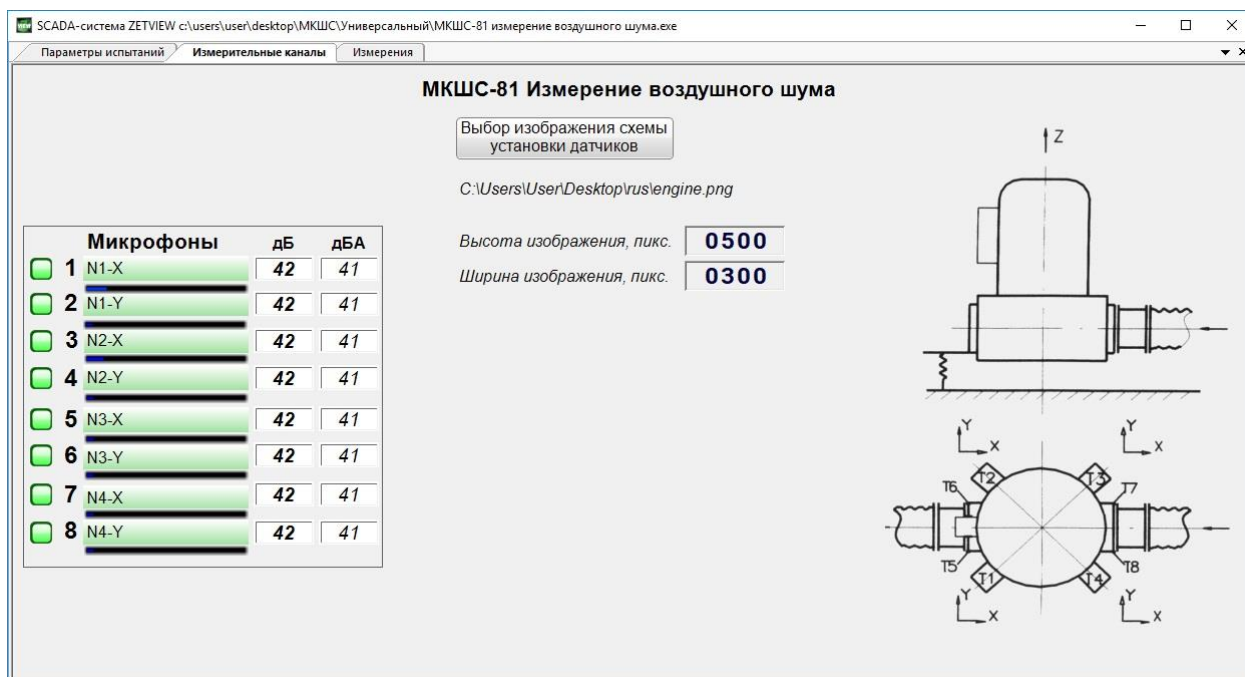 SCADA-система ZETVIEW c:\users\user\desktop\МКШС\Универсальный\МКШС-81 измерение воздушного шума.exe
Параметры испытаний Измерительные каналы Измерения
МКШС-81 Измерение воздушного шума
Выбор изображения схемы
установки датчиков
C:\Users\User\Desktop\rus\engine.png
Высота изображения, пикс. 0500
Ширина изображения, пикс. 0300
Микрофоны дБ дБА
1 N1-X 42 41
2 N1-Y 42 41
3 N2-X 42 41
4 N2-Y 42 41
5 N3-X 42 41
6 N3-Y 42 41
7 N4-X 42 41
8 N4-Y 42 41
Z
Y Y
X X
T6 T2 T3 T7
T5 T1 T4 T8
Y Y
X X